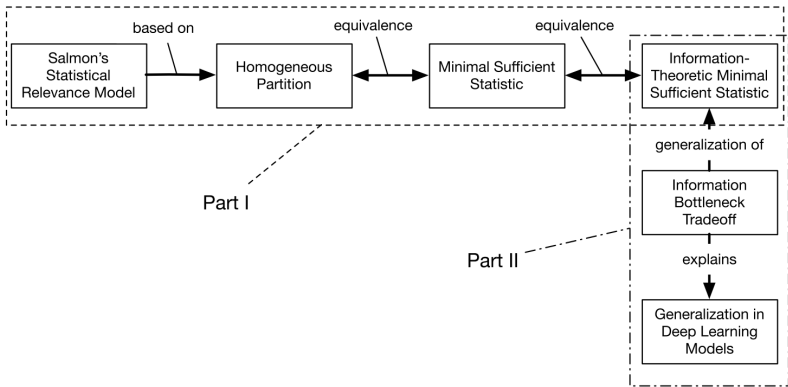 based on
equivalence
equivalence
Salmon's
Statistical
Relevance Model
Homogeneous
Partition
Minimal Sufficient
Statistic
Information-
Theoretic Minimal
Sufficient Statistic
generalization of
Part I
Information
Bottleneck
Tradeoff
Part II
explains
Generalization in
Deep Learning
Models